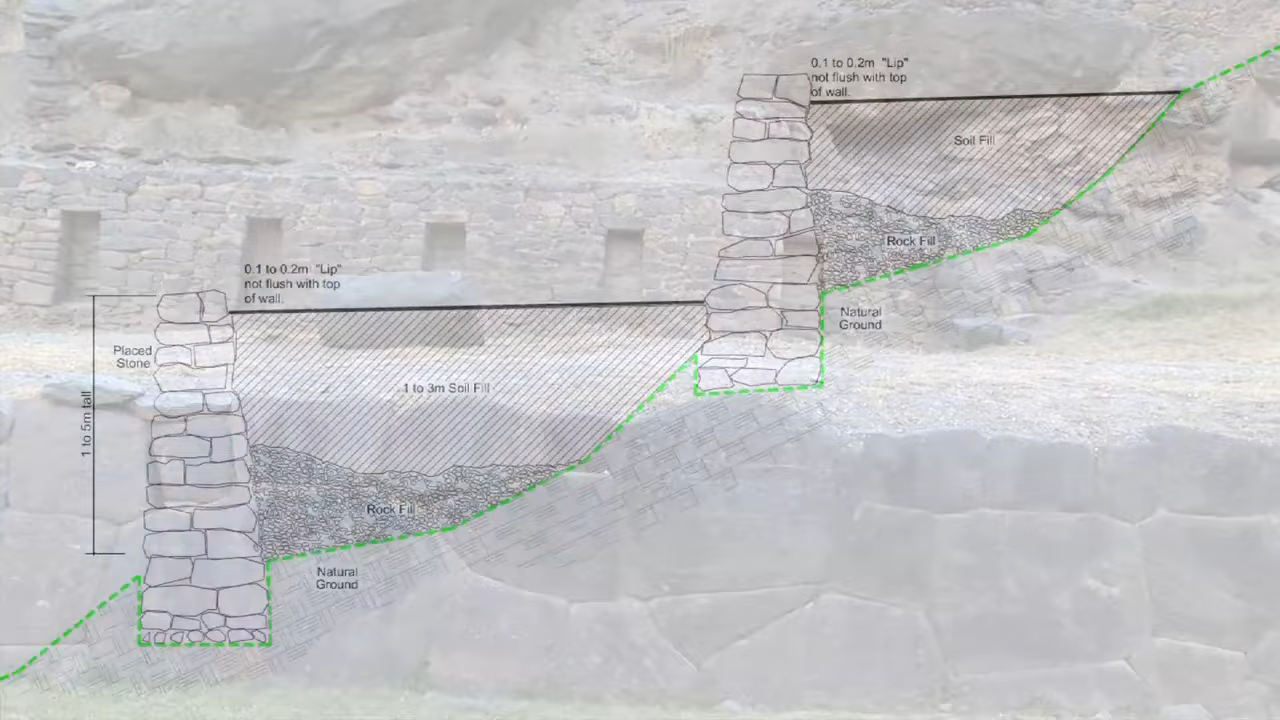 0.1 to 0.2m "Lip"
not flush with top
of wall.
Soil Fill
Rock Fill
Natural
Ground
0.1 to 0.2m "Lip"
not flush with top
of wall.
Placed
Stone
1 to 5m tall
1 to 3m Soil Fill
Rock Fill
Natural
Ground